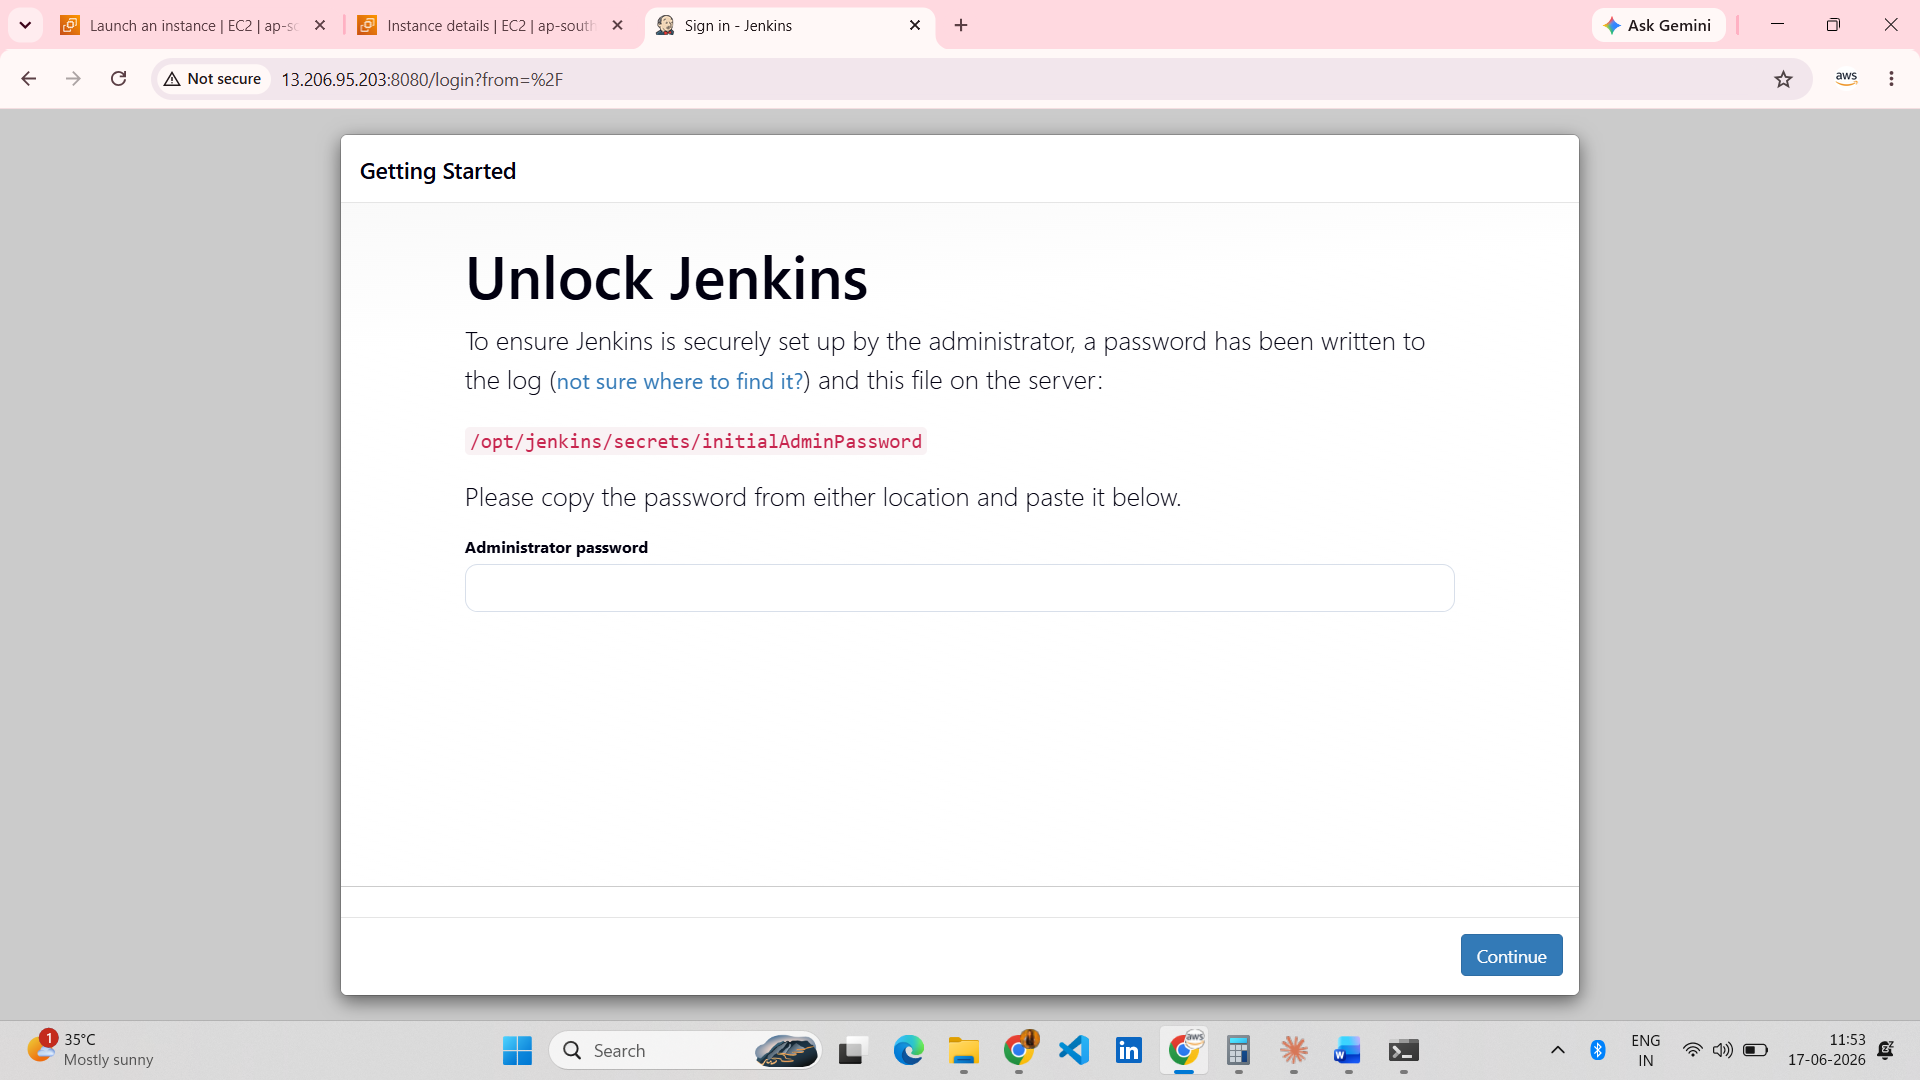 Launch an instance | EC2 | ap-sc
Instance details | EC2 | ap-south
Sign in - Jenkins
Ask Gemini
Not secure
13.206.95.203:8080/login?from=%2F
aws
Getting Started
Unlock Jenkins
To ensure Jenkins is securely set up by the administrator, a password has been written to
the log (not sure where to find it?) and this file on the server:
/opt/jenkins/secrets/initialAdminPassword
Please copy the password from either location and paste it below.
Administrator password
Continue
1
35°C
Mostly sunny
Search
aws
ENG
IN
11:53
17-06-2026